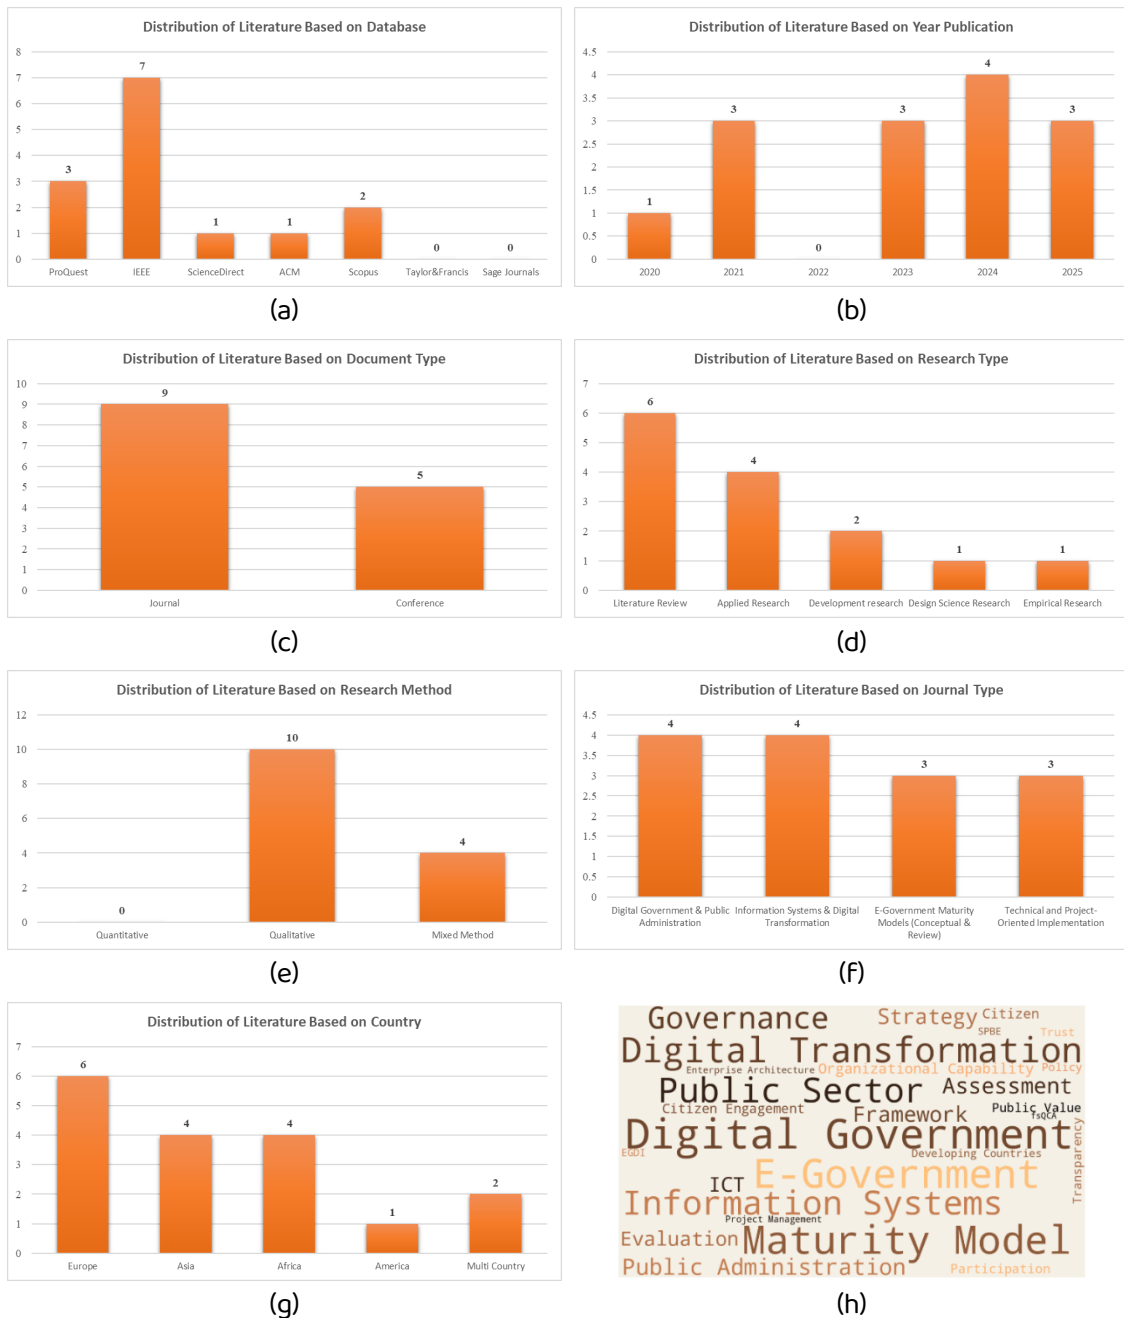 Distribution of Literature Based on Database
8
7
6
5
4
3
2
1
0
3
7
1
1
2
0
0
ProQuest IEEE ScienceDirect ACM Scopus Taylor&Francis Sage Journals
(a)
Distribution of Literature Based on Year Publication
4.5
4
3.5
3
2.5
2
1.5
1
0.5
0
1
3
0
3
4
3
2020 2021 2022 2023 2024 2025
(b)
Distribution of Literature Based on Document Type
10
9
8
7
6
5
4
3
2
1
0
9
5
Journal Conference
(c)
Distribution of Literature Based on Research Type
7
6
5
4
3
2
1
0
6
4
2
1
1
Literature Review Applied Research Development research Design Science Research Empirical Research
(d)
Distribution of Literature Based on Research Method
12
10
8
6
4
2
0
0
10
4
Quantitative Qualitative Mixed Method
(e)
Distribution of Literature Based on Journal Type
4.5
4
3.5
3
2.5
2
1.5
1
0.5
0
4
4
3
3
Digital Government & Public
Administration
Information Systems & Digital
Transformation
E-Government Maturity
Models (Conceptual &
Review)
Technical and Project-
Oriented Implementation
(f)
Distribution of Literature Based on Country
7
6
5
4
3
2
1
0
6
4
4
1
2
Europe Asia Africa America Multi Country
(g)
Governance
Strategy
Citizen
SPBE
Trust
Digital Transformation
Enterprise Architecture
Organizational Capability
Policy
Public Sector
Assessment
Citizen Engagement
Framework
Public Value
fsQCA
Digital Government
Transparency
EGDI
Developing Countries
E-Government
ICT
Information Systems
Project Management
Evaluation
Maturity Model
Public Administration
Participation
(h)